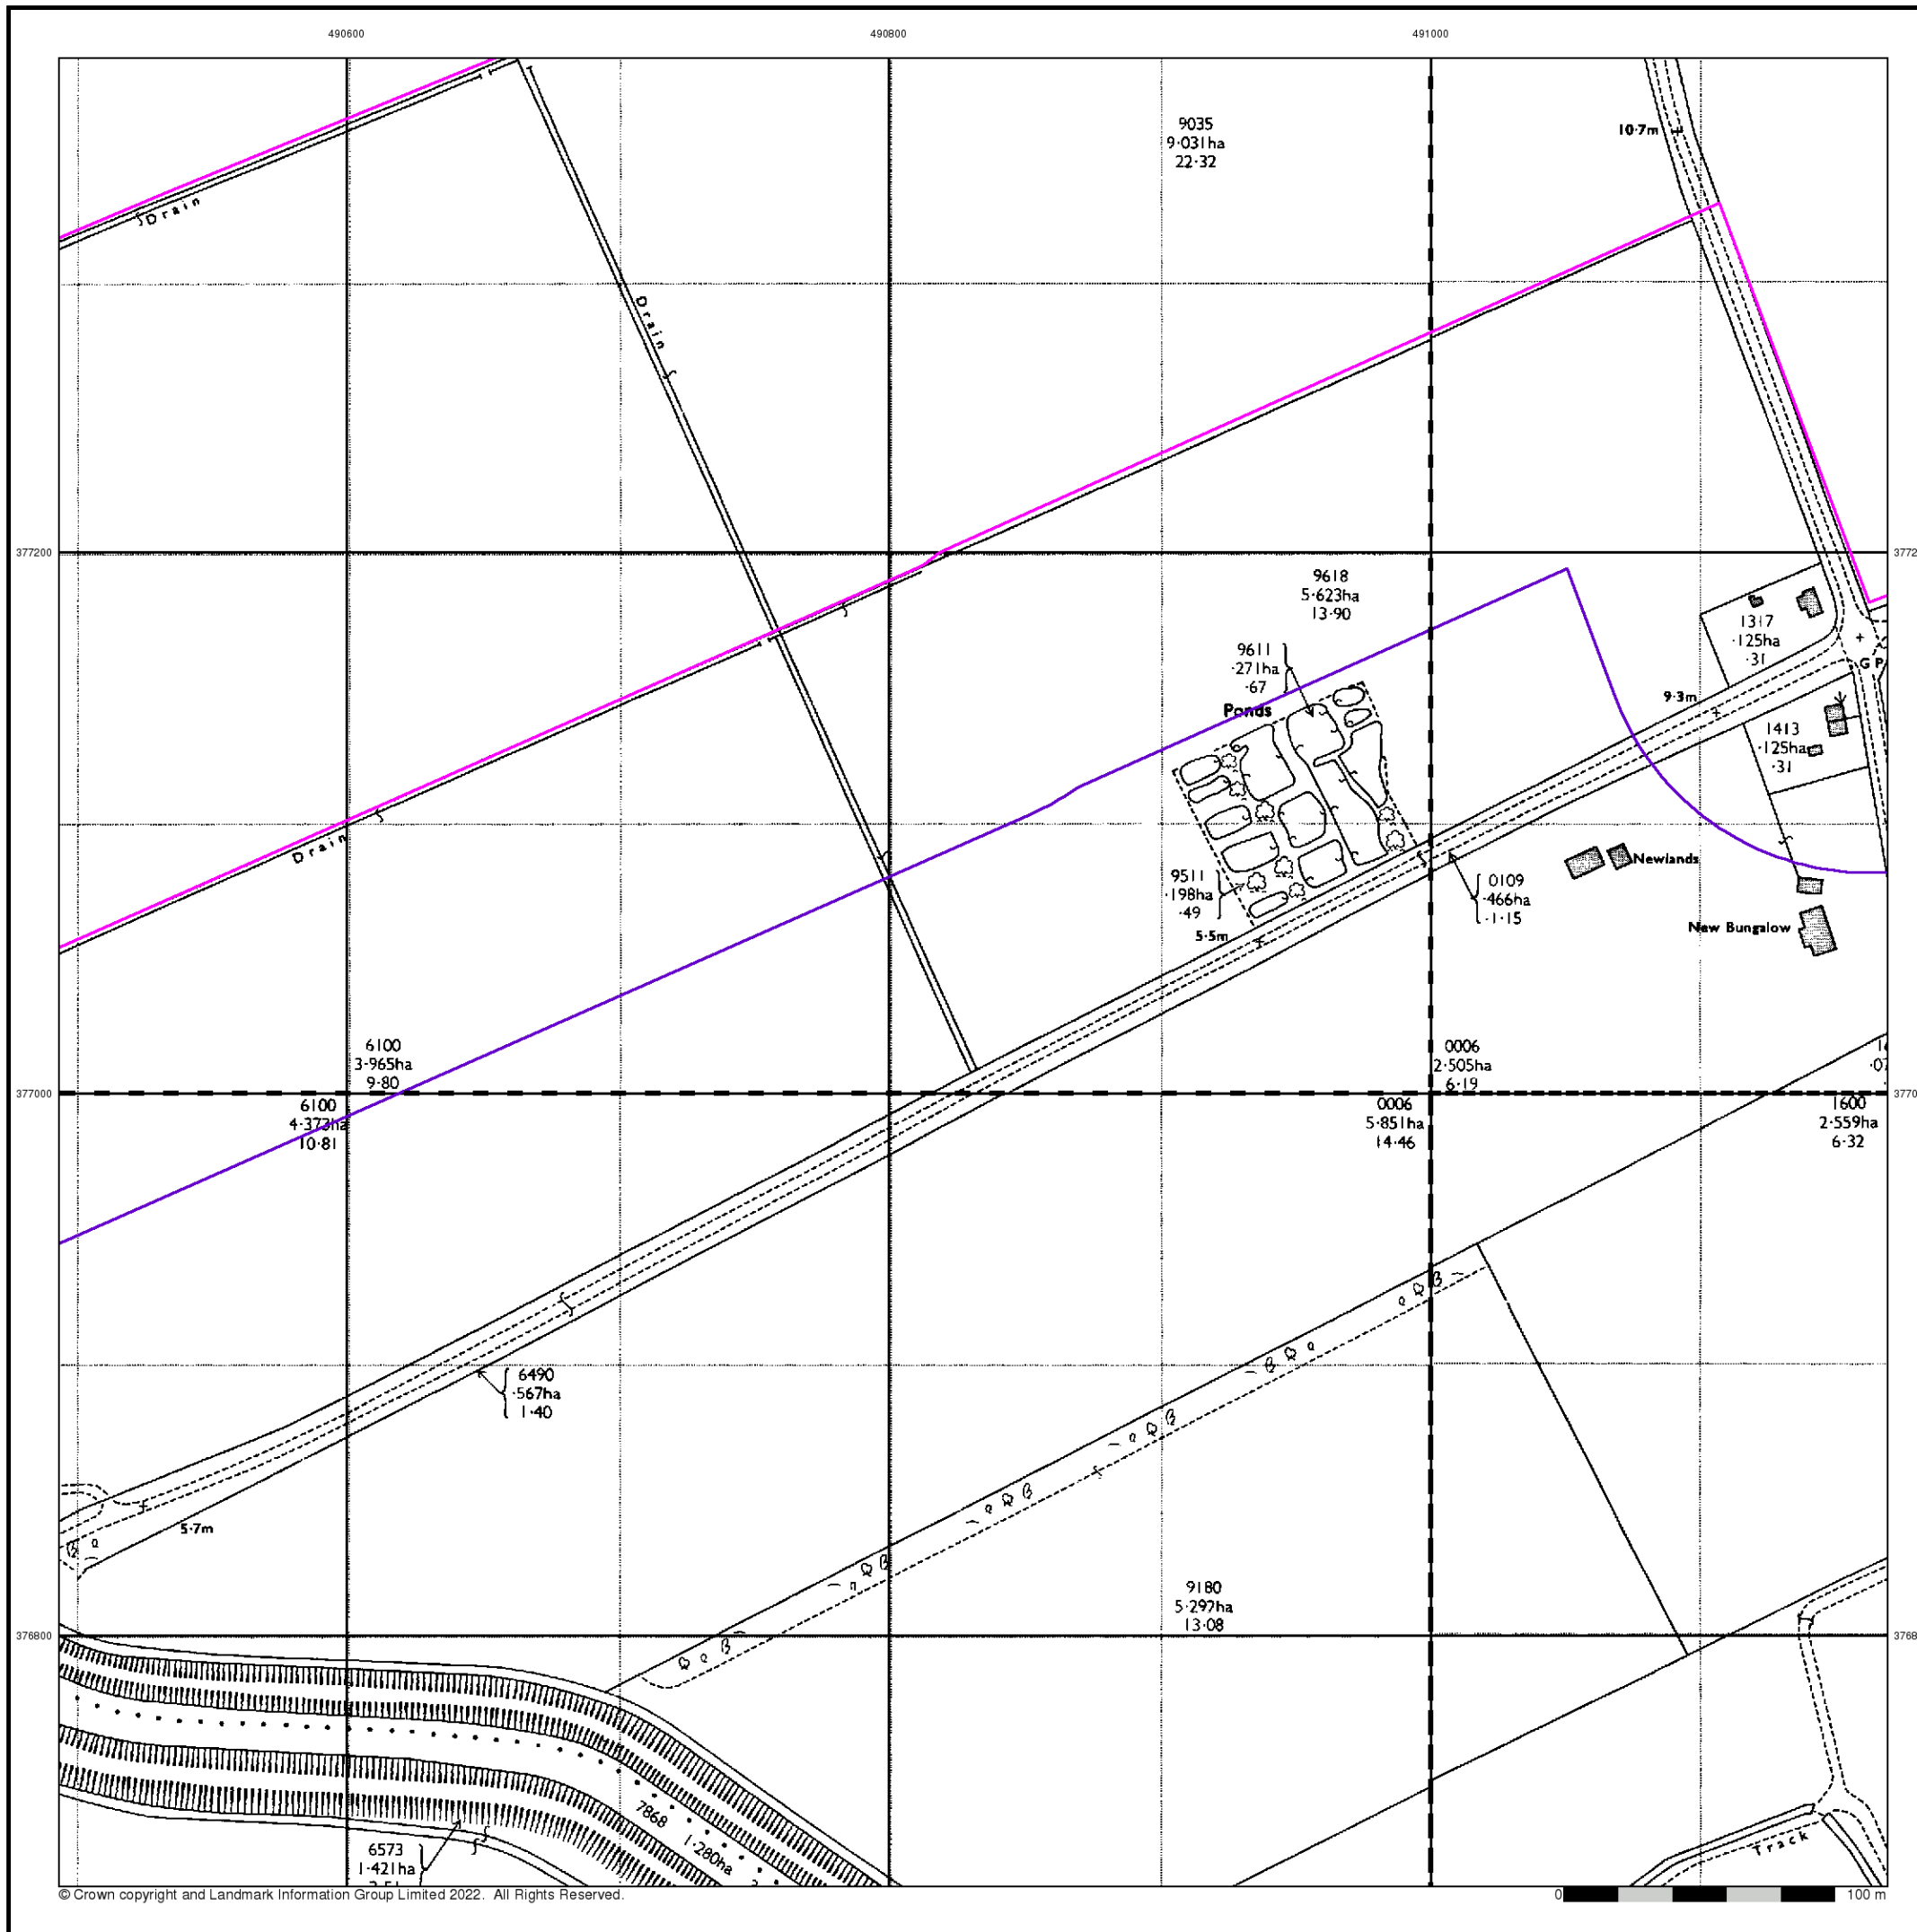 490600
490800
491000
9035
9·031ha
22·32
10·7m
Drain
Drain
377200
3772
9618
5·623ha
13·90
1317
·125ha
·31
9611
·271ha
·67
G P
Ponds
9·3m
1413
·125ha
·31
Drain
9511
·198ha
·49
0109
·466ha
1·15
Newlands
5·5m
New Bungalow
6100
3·965ha
9·80
0006
2·505ha
6·19
377000
3770
6100
4·373ha
10·81
0006
5·851ha
14·46
1600
2·559ha
6·32
6490
·567ha
1·40
5·7m
9180
5·297ha
13·08
376800
3768
7868
1·280ha
6573
1·421ha
Track
© Crown copyright and Landmark Information Group Limited 2022. All Rights Reserved.
0
100 m